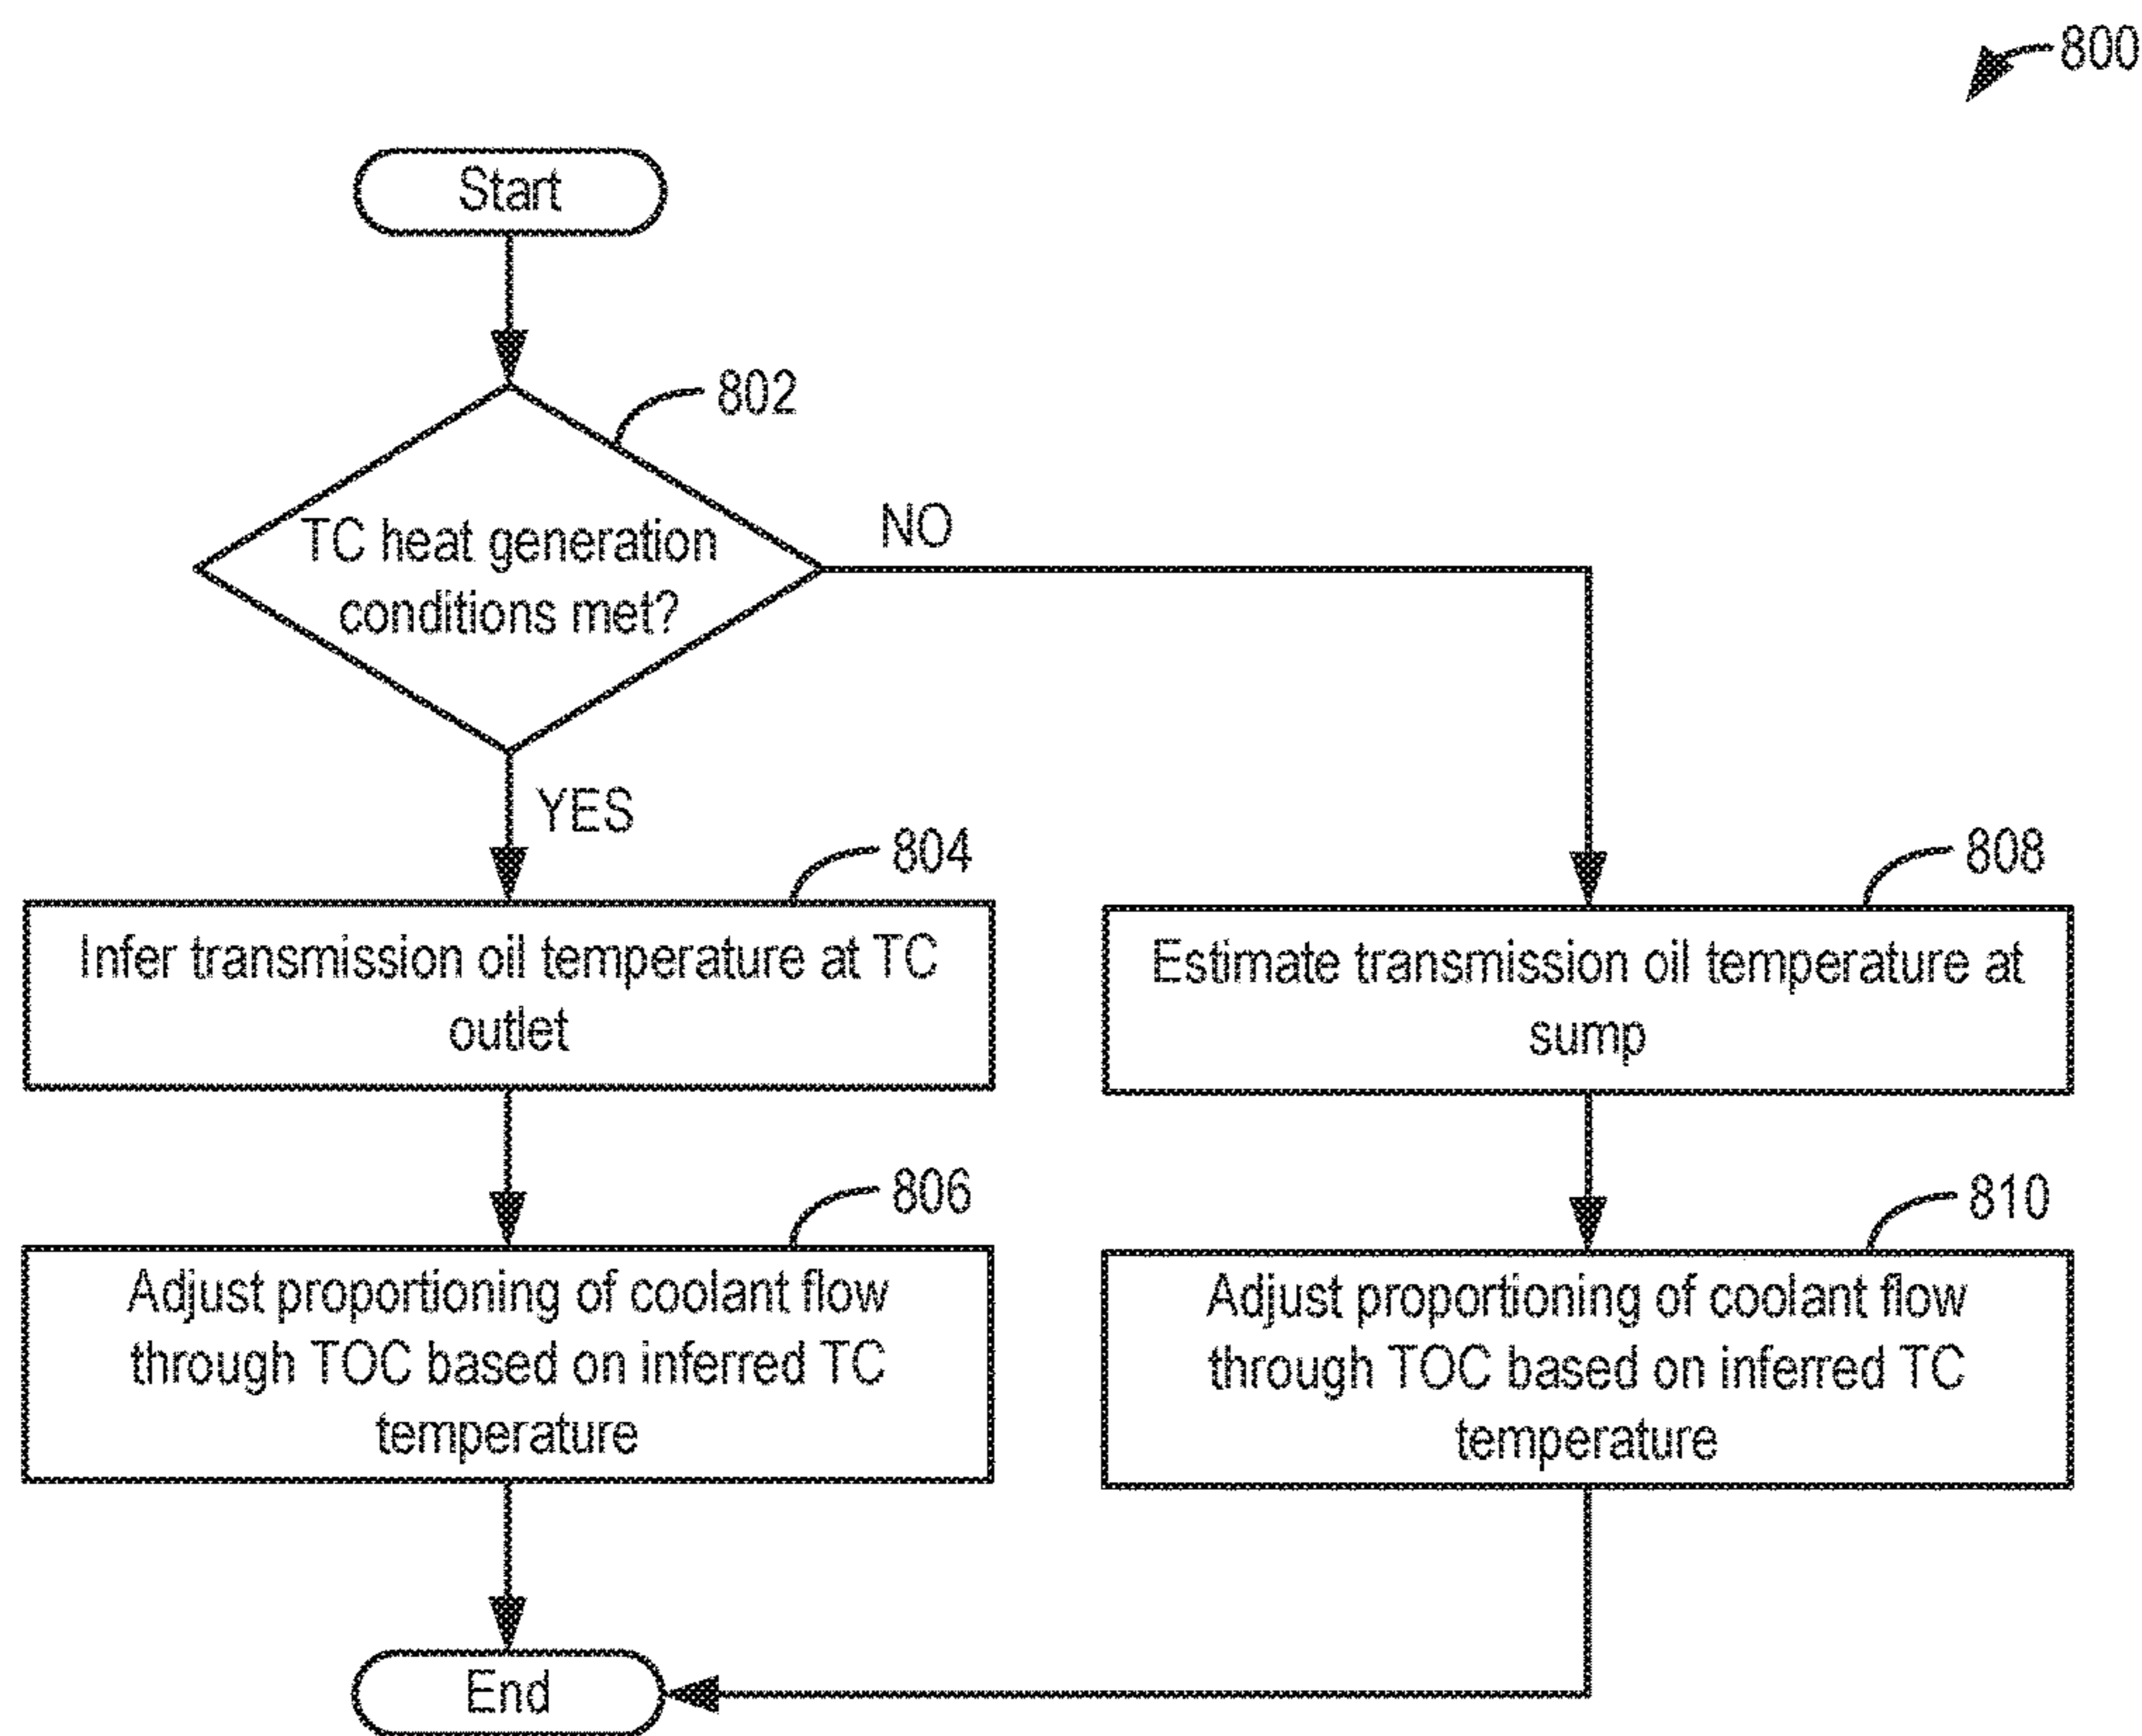 800
Start
802
TC heat generation
conditions met?
NO
YES
804
Infer transmission oil temperature at TC
outlet
808
Estimate transmission oil temperature at
sump
806
Adjust proportioning of coolant flow
through TOC based on inferred TC
temperature
810
Adjust proportioning of coolant flow
through TOC based on inferred TC
temperature
End